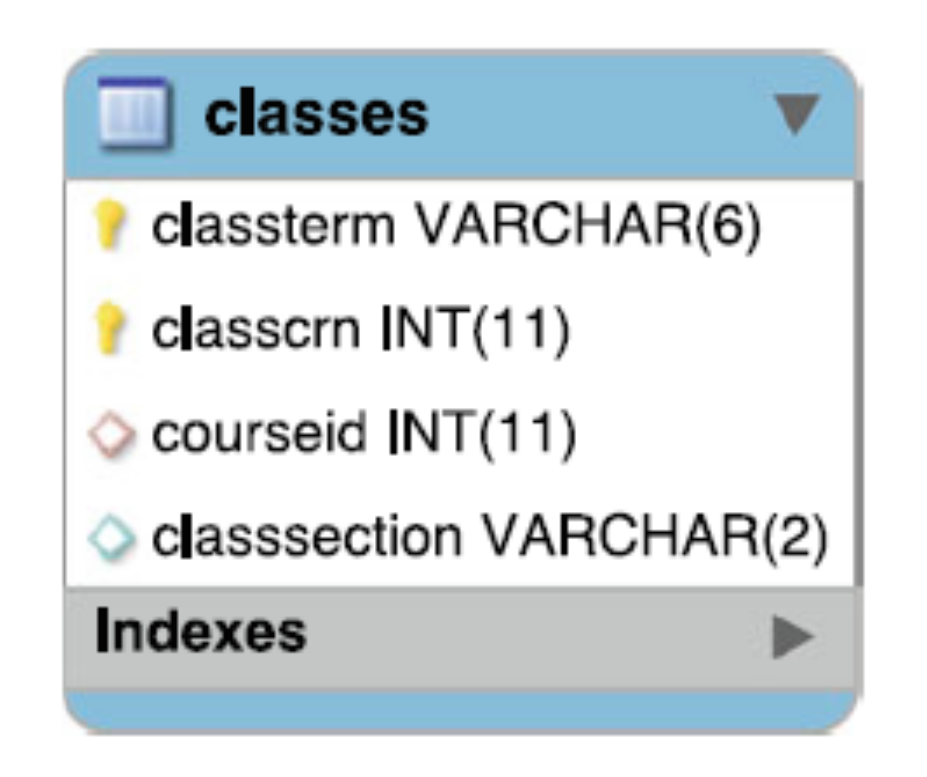 classes
classterm VARCHAR(6)
classcrn INT(11)
courseid INT(11)
classsection VARCHAR(2)
Indexes